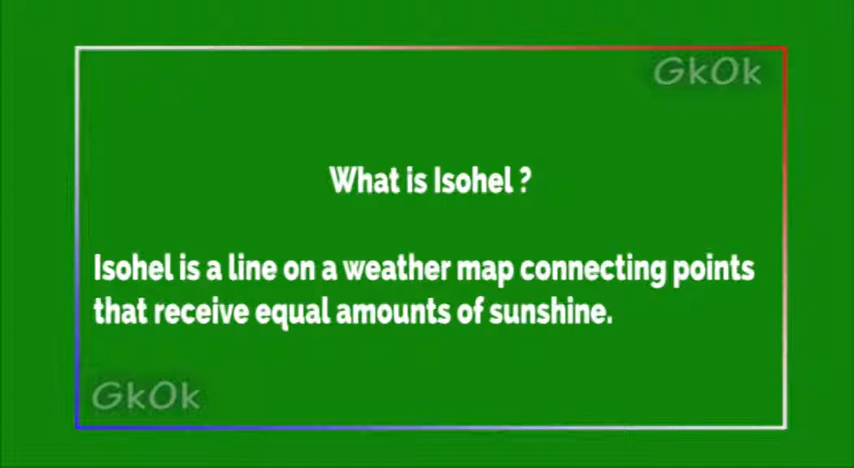 GkOk
What is Isohel ?
Isohel is a line on a weather map connecting points
that receive equal amounts of sunshine.
GkOk